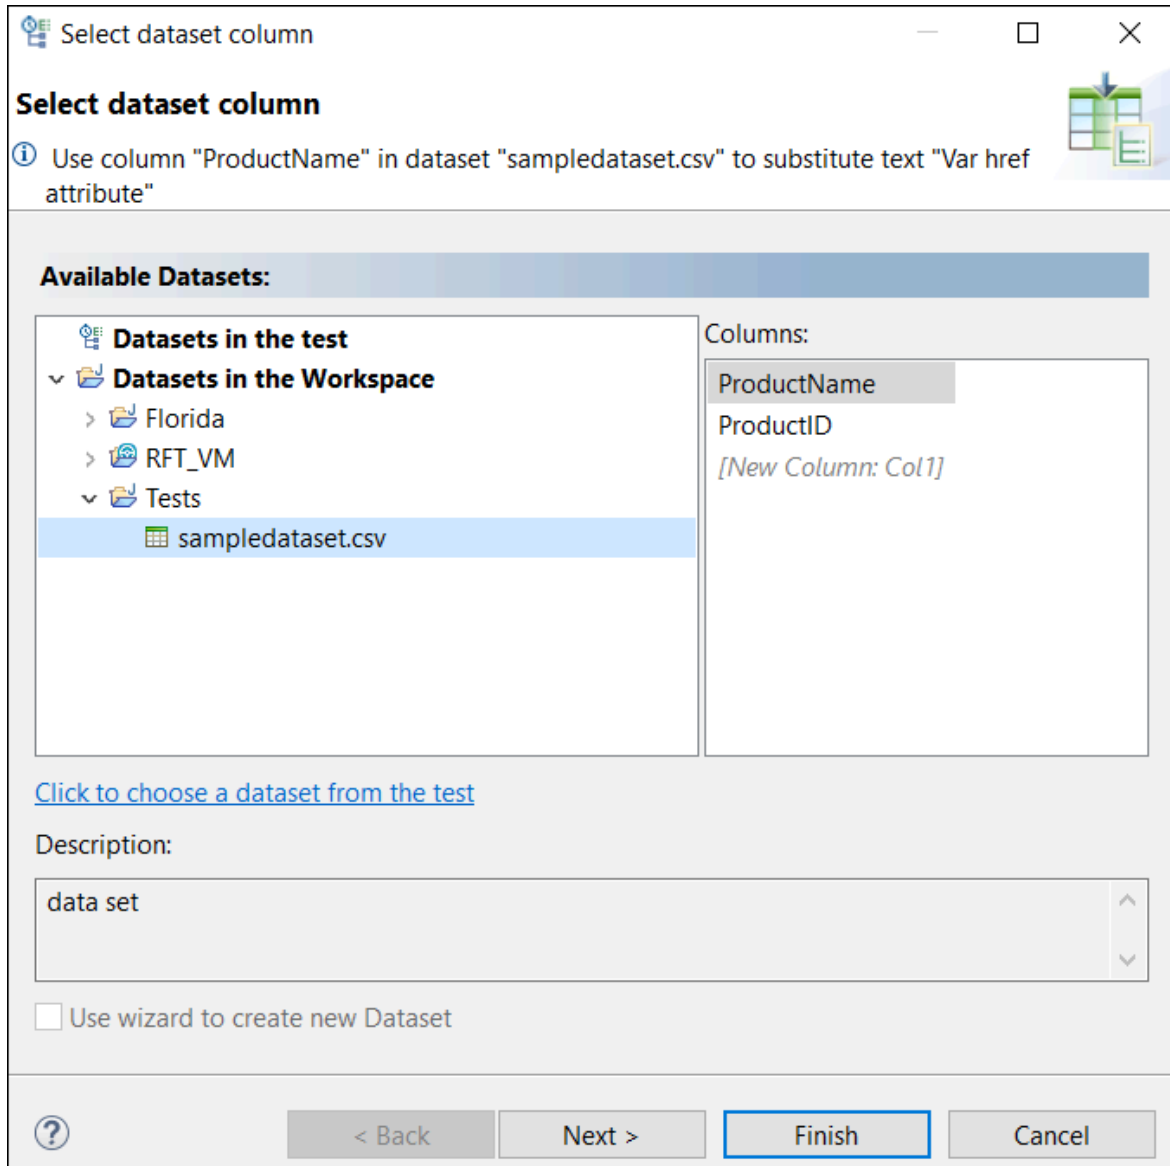 Select dataset column
Select dataset column
Use column "ProductName" in dataset "sampledataset.csv" to substitute text "Var href
attribute"
Available Datasets:
Datasets in the test
Datasets in the Workspace
Florida
RFT_VM
Tests
sampledataset.csv
Columns:
ProductName
ProductID
[New Column: Col1]
Click to choose a dataset from the test
Description:
data set
Use wizard to create new Dataset
< Back
Next >
Finish
Cancel